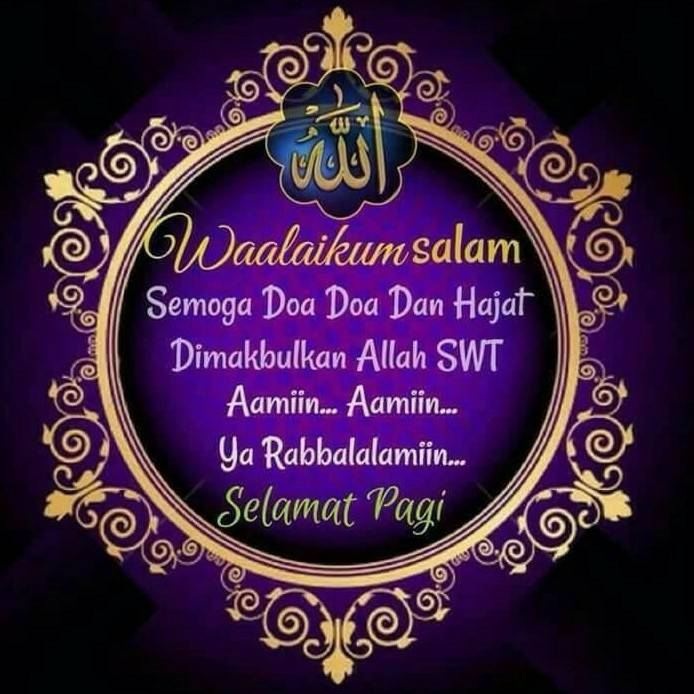 الله
Waalaikum salam
Semoga Doa Doa Dan Hajat
Dimakbulkan Allah SWT
Aamiin... Aamiin...
Ya Rabbalalamiin...
Selamat Pagi